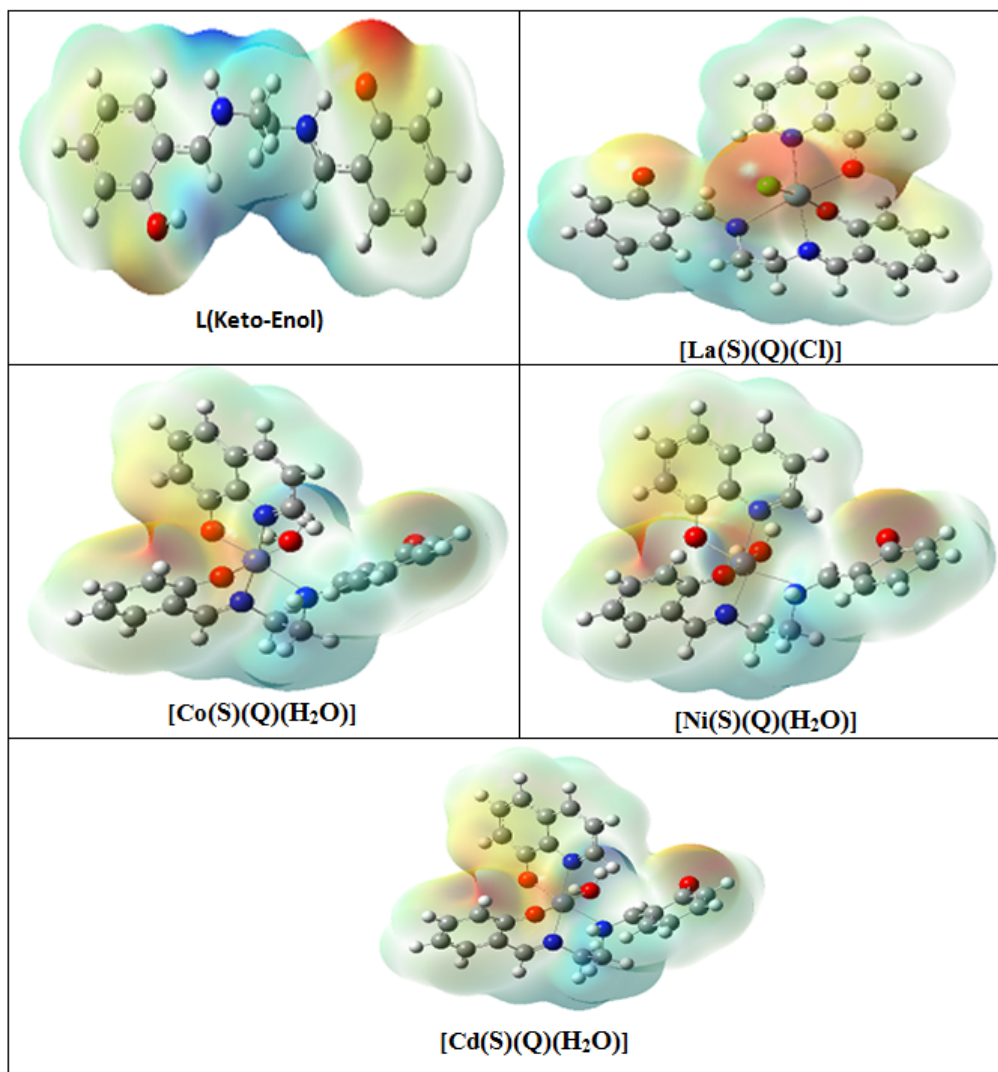 L(Keto-Enol)
[La(S)(Q)(Cl)]
[Co(S)(Q)(H₂O)]
[Ni(S)(Q)(H₂O)]
[Cd(S)(Q)(H₂O)]